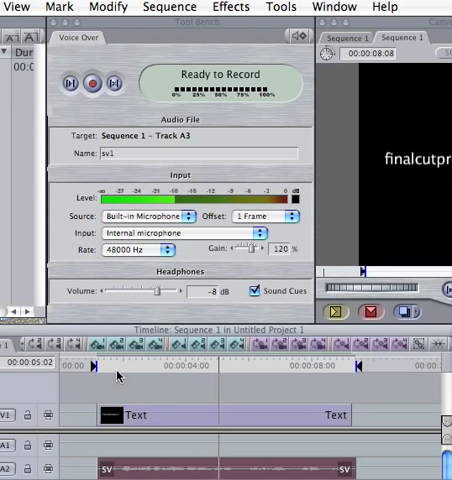 View Mark Modify Sequence Effects Tools Window Help
Tool Bench
Canv
Voice Over
Sequence 1 Sequence 1
Dur
00:0
00:00:08:08
Ready to Record
0% 25% 50% 75% 100%
Audio File
Target: Sequence 1 - Track A3
Name: sv1
finalcutpr
Input
Level:
-∞ -27 -24 -21 -18 -15 -12 -9 -6 -3 0 dB
Source: Built-in Microphone Offset: 1 Frame
Input: Internal microphone
Rate: 48000 Hz Gain: 120 %
Headphones
Volume: -8 dB Sound Cues
Timeline: Sequence 1 in Untitled Project 1
00:00:05:02
00:00 00:00:04:00 00:00:08:00 00:00:
V1 Text Text
A1
A2 SV SV